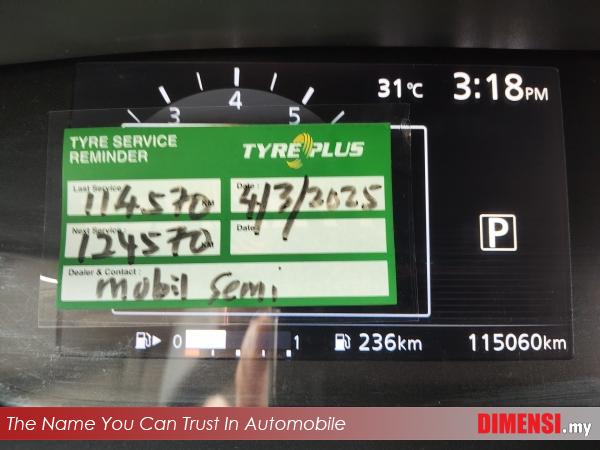 31°C 3:18PM
3 4 5
TYRE SERVICE
REMINDER
TYREPLUS
Last Service :
114570 KM
Date :
4/3/2025
Next Service :
124570 KM
Date :
Dealer & Contact :
mobil semi
P
0 1 236km 115060km
The Name You Can Trust In Automobile
DIMENSI.my